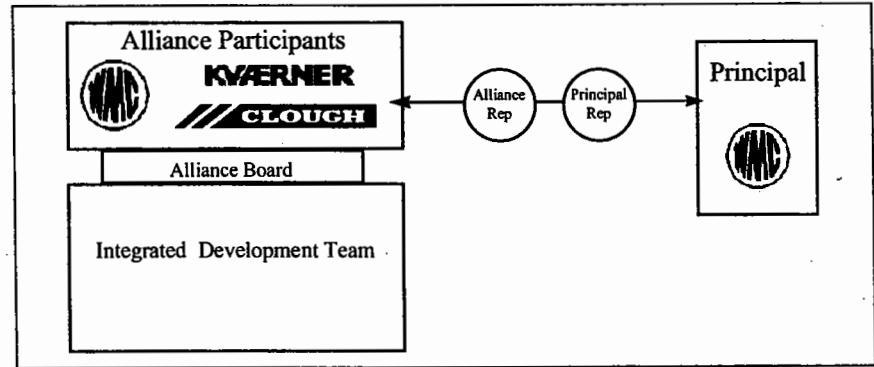 Alliance Participants
WMC
KVÆRNER
CLOUGH
Alliance Board
Integrated Development Team
Alliance
Rep
Principal
Rep
Principal
WMC